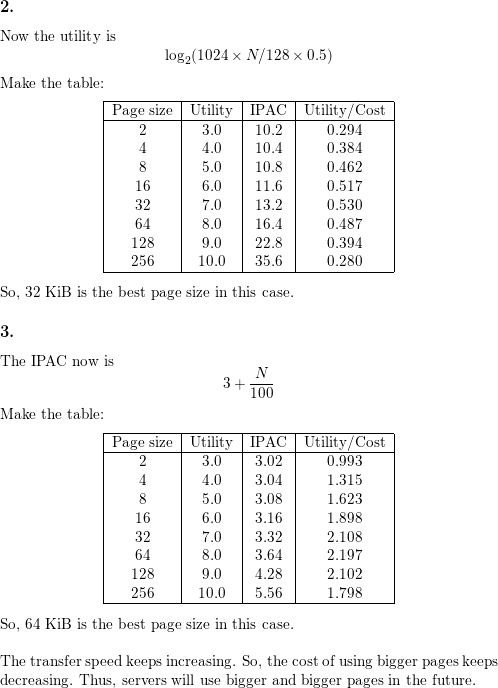 2.
Now the utility is
log₂(1024 × N/128 × 0.5)
Make the table:
Page size Utility IPAC Utility/Cost
2 3.0 10.2 0.294
4 4.0 10.4 0.384
8 5.0 10.8 0.462
16 6.0 11.6 0.517
32 7.0 13.2 0.530
64 8.0 16.4 0.487
128 9.0 22.8 0.394
256 10.0 35.6 0.280
So, 32 KiB is the best page size in this case.
3.
The IPAC now is
3 + N/100
Make the table:
Page size Utility IPAC Utility/Cost
2 3.0 3.02 0.993
4 4.0 3.04 1.315
8 5.0 3.08 1.623
16 6.0 3.16 1.898
32 7.0 3.32 2.108
64 8.0 3.64 2.197
128 9.0 4.28 2.102
256 10.0 5.56 1.798
So, 64 KiB is the best page size in this case.
The transfer speed keeps increasing. So, the cost of using bigger pages keeps
decreasing. Thus, servers will use bigger and bigger pages in the future.